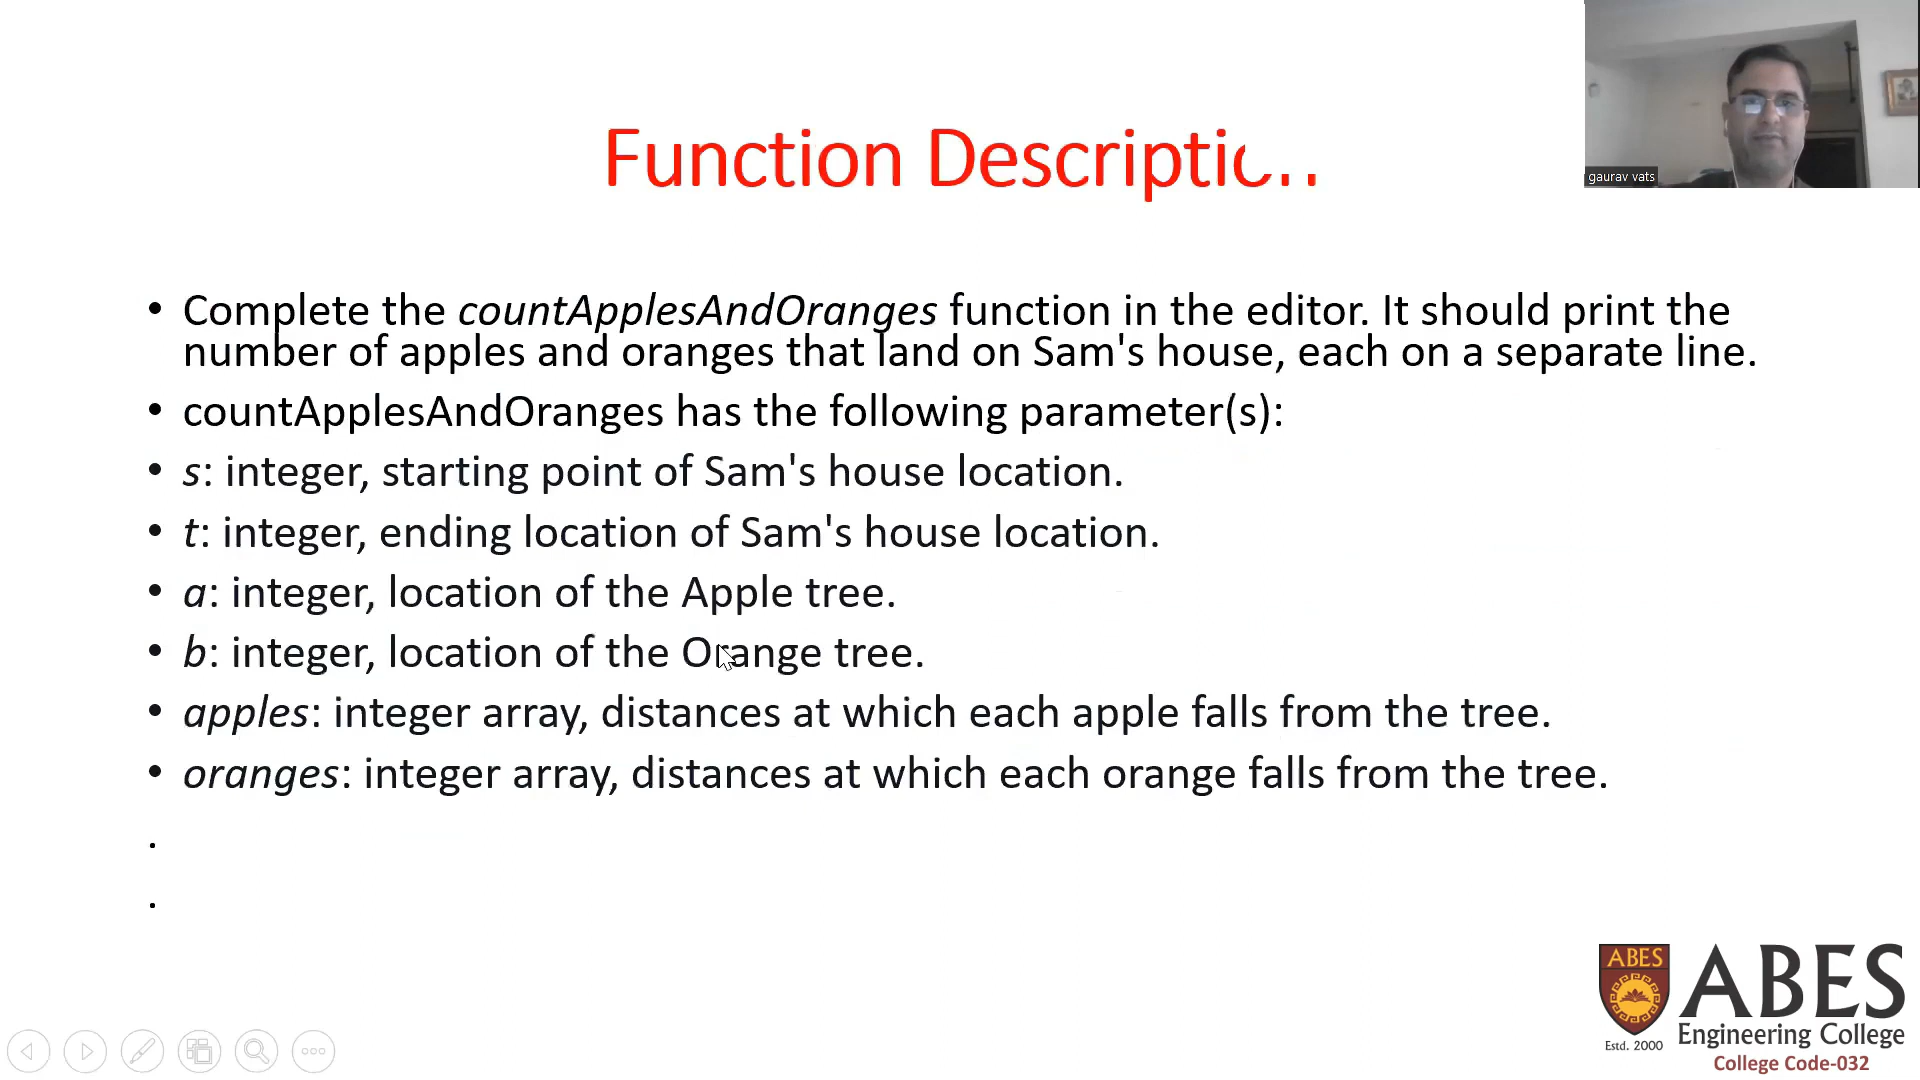 gaurav vats
Function Description
• Complete the countApplesAndOranges function in the editor. It should print the
number of apples and oranges that land on Sam's house, each on a separate line.
• countApplesAndOranges has the following parameter(s):
• s: integer, starting point of Sam's house location.
• t: integer, ending location of Sam's house location.
• a: integer, location of the Apple tree.
• b: integer, location of the Orange tree.
• apples: integer array, distances at which each apple falls from the tree.
• oranges: integer array, distances at which each orange falls from the tree.
ABES
Estd. 2000
ABES
Engineering College
College Code-032